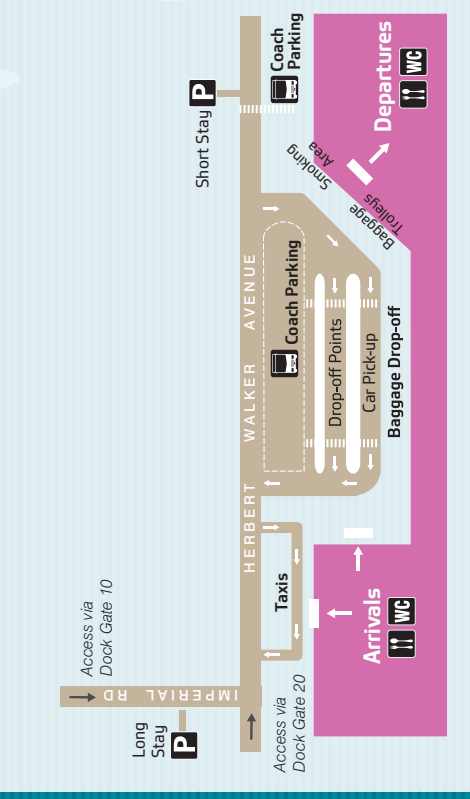 Access via
Dock Gate 10
IMPERIAL RD
Long
Stay
P
Access via
Dock Gate 20
HERBERT WALKER AVENUE
Short Stay P
Coach
Parking
Taxis
Coach Parking
Drop-off Points
Car Pick-up
Baggage Drop-off
Smoking
Area
Baggage
Trolleys
Arrivals
WC
Departures
WC